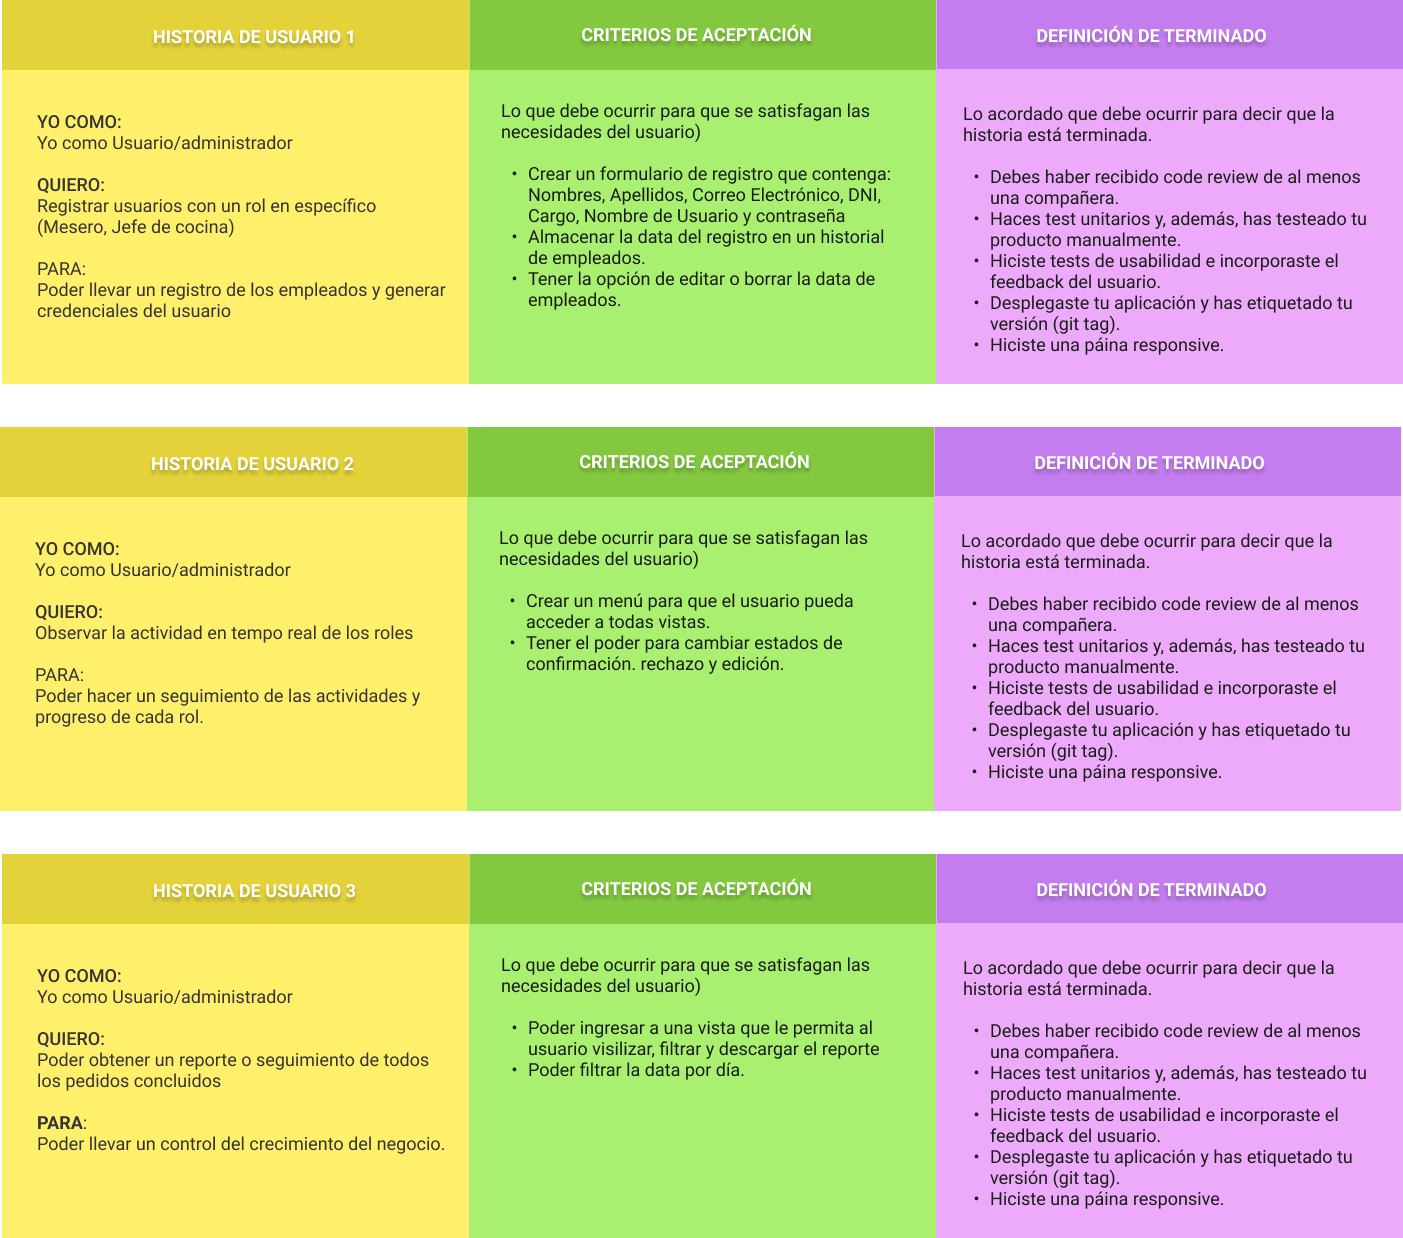 HISTORIA DE USUARIO 1
YO COMO:
Yo como Usuario/administrador
QUIERO:
Registrar usuarios con un rol en específico
(Mesero, Jefe de cocina)
PARA:
Poder llevar un registro de los empleados y generar
credenciales del usuario
CRITERIOS DE ACEPTACIÓN
Lo que debe ocurrir para que se satisfagan las
necesidades del usuario)
• Crear un formulario de registro que contenga:
Nombres, Apellidos, Correo Electrónico, DNI,
Cargo, Nombre de Usuario y contraseña
• Almacenar la data del registro en un historial
de empleados.
• Tener la opción de editar o borrar la data de
empleados.
DEFINICIÓN DE TERMINADO
Lo acordado que debe ocurrir para decir que la
historia está terminada.
• Debes haber recibido code review de al menos
una compañera.
• Haces test unitarios y, además, has testeado tu
producto manualmente.
• Hiciste tests de usabilidad e incorporaste el
feedback del usuario.
• Desplegaste tu aplicación y has etiquetado tu
versión (git tag).
• Hiciste una páina responsive.
HISTORIA DE USUARIO 2
YO COMO:
Yo como Usuario/administrador
QUIERO:
Observar la actividad en tempo real de los roles
PARA:
Poder hacer un seguimiento de las actividades y
progreso de cada rol.
CRITERIOS DE ACEPTACIÓN
Lo que debe ocurrir para que se satisfagan las
necesidades del usuario)
• Crear un menú para que el usuario pueda
acceder a todas vistas.
• Tener el poder para cambiar estados de
confirmación. rechazo y edición.
DEFINICIÓN DE TERMINADO
Lo acordado que debe ocurrir para decir que la
historia está terminada.
• Debes haber recibido code review de al menos
una compañera.
• Haces test unitarios y, además, has testeado tu
producto manualmente.
• Hiciste tests de usabilidad e incorporaste el
feedback del usuario.
• Desplegaste tu aplicación y has etiquetado tu
versión (git tag).
• Hiciste una páina responsive.
HISTORIA DE USUARIO 3
YO COMO:
Yo como Usuario/administrador
QUIERO:
Poder obtener un reporte o seguimiento de todos
los pedidos concluidos
PARA:
Poder llevar un control del crecimiento del negocio.
CRITERIOS DE ACEPTACIÓN
Lo que debe ocurrir para que se satisfagan las
necesidades del usuario)
• Poder ingresar a una vista que le permita al
usuario visilizar, filtrar y descargar el reporte
• Poder filtrar la data por día.
DEFINICIÓN DE TERMINADO
Lo acordado que debe ocurrir para decir que la
historia está terminada.
• Debes haber recibido code review de al menos
una compañera.
• Haces test unitarios y, además, has testeado tu
producto manualmente.
• Hiciste tests de usabilidad e incorporaste el
feedback del usuario.
• Desplegaste tu aplicación y has etiquetado tu
versión (git tag).
• Hiciste una páina responsive.